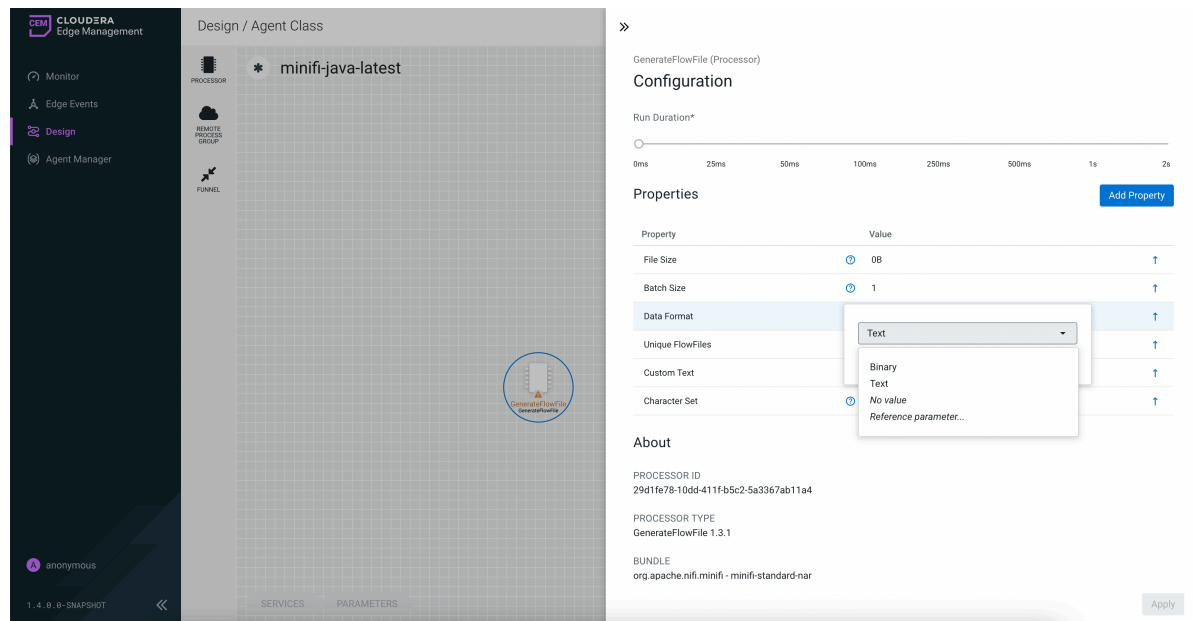 CEM CLOUDERA
Edge Management
Monitor
Edge Events
Design
Agent Manager
A anonymous
1.4.0.0-SNAPSHOT
Design / Agent Class
PROCESSOR
REMOTE
PROCESS
GROUP
FUNNEL
minifi-java-latest
GenerateFlowFile
GenerateFlowFile
SERVICES PARAMETERS
GenerateFlowFile (Processor)
Configuration
Run Duration*
0ms 25ms 50ms 100ms 250ms 500ms 1s 2s
Properties Add Property
Property Value
File Size 0B
Batch Size 1
Data Format
Text
Unique FlowFiles
Binary
Custom Text
Text
No value
Character Set
Reference parameter...
About
PROCESSOR ID
29d1fe78-10dd-411f-b5c2-5a3367ab11a4
PROCESSOR TYPE
GenerateFlowFile 1.3.1
BUNDLE
org.apache.nifi.minifi - minifi-standard-nar
Apply